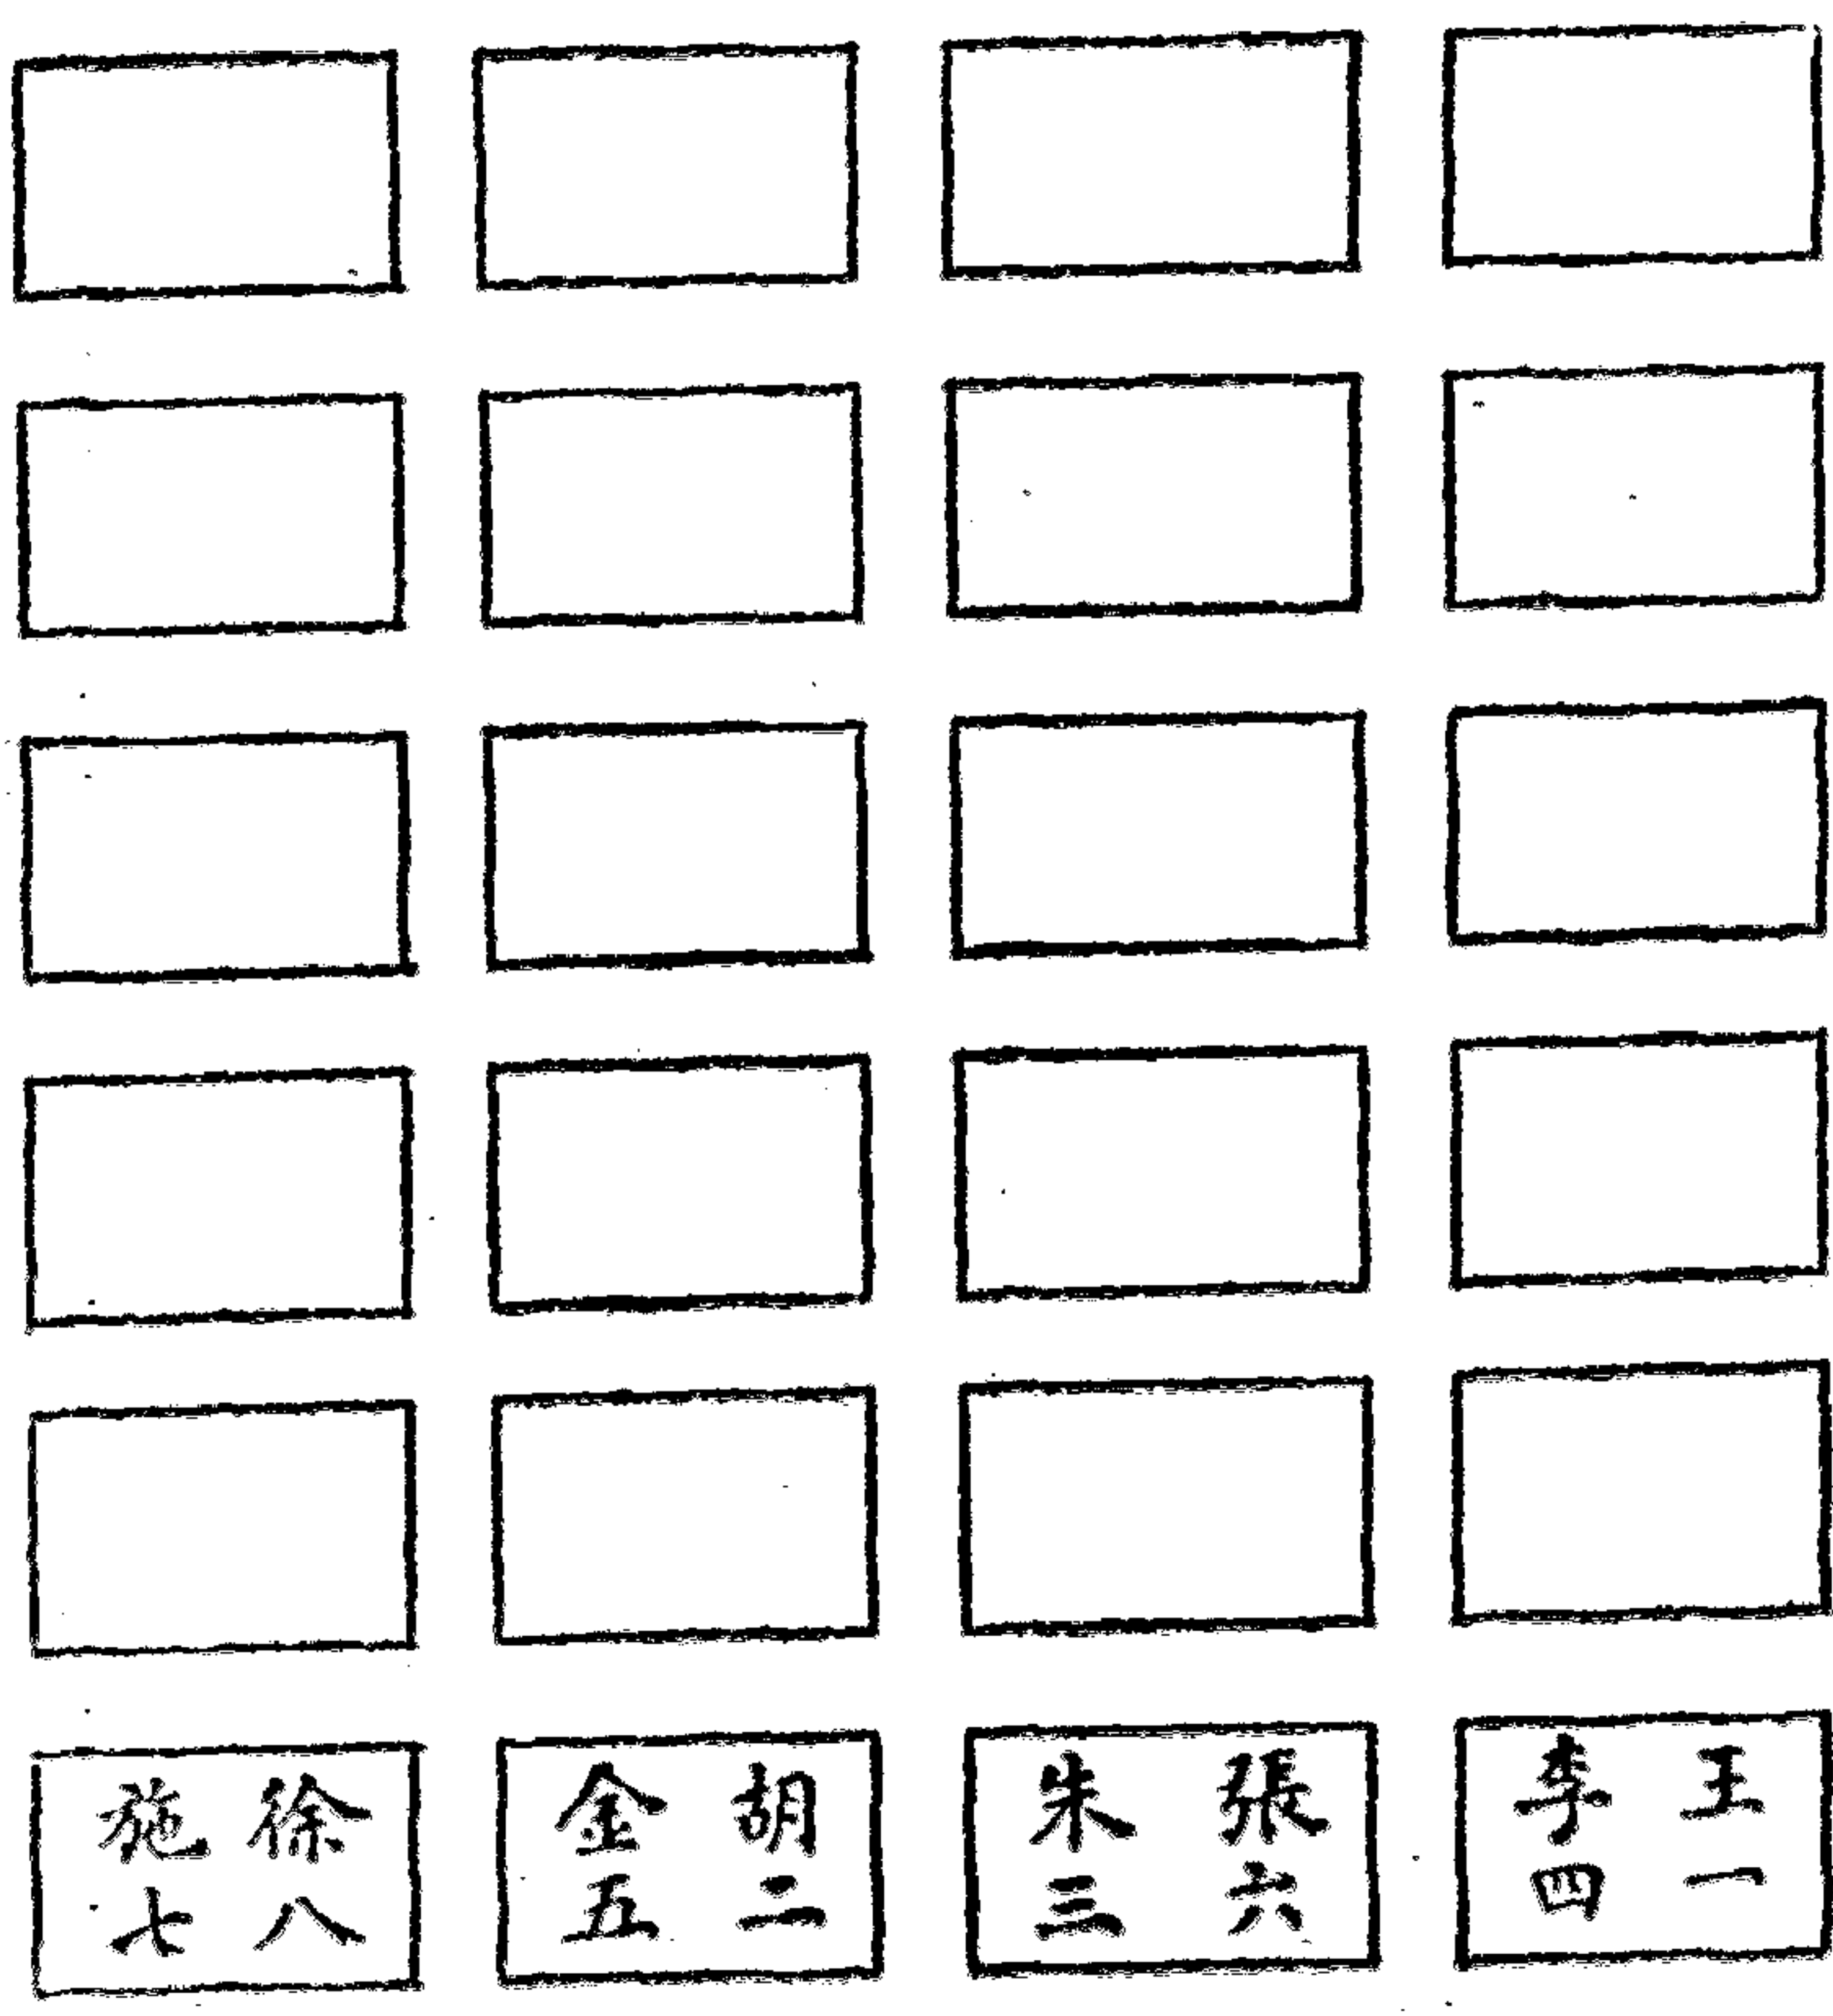 王一
李四
張六
朱三
胡二
金五
徐八
施七